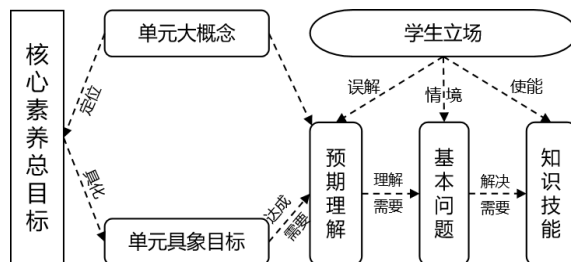 核心素养总目标
单元大概念
学生立场
定位
具化
单元具象目标
误解
情境
使能
达成
需要
预期理解
理解
需要
基本问题
解决
需要
知识技能